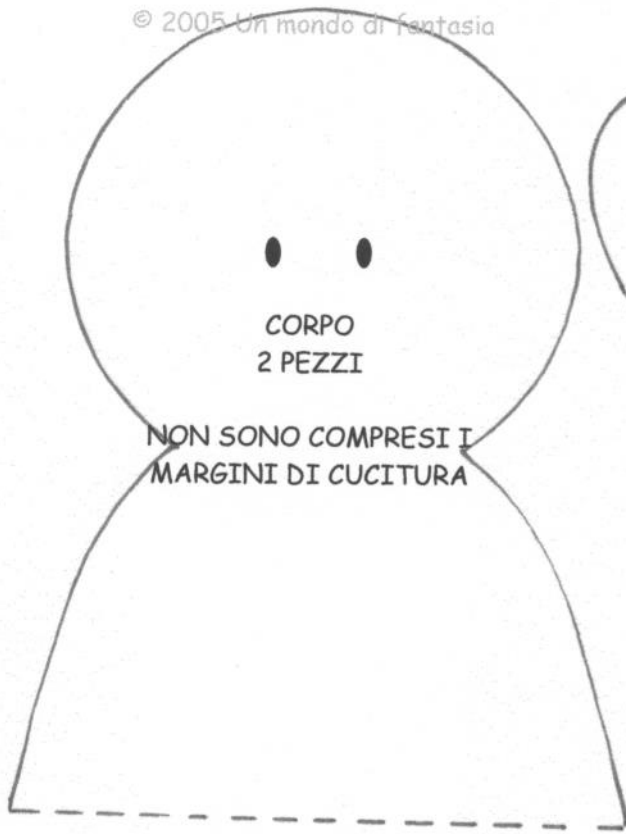 © 2005 Un mondo di fantasia
CORPO
2 PEZZI
NON SONO COMPRESI I
MARGINI DI CUCITURA